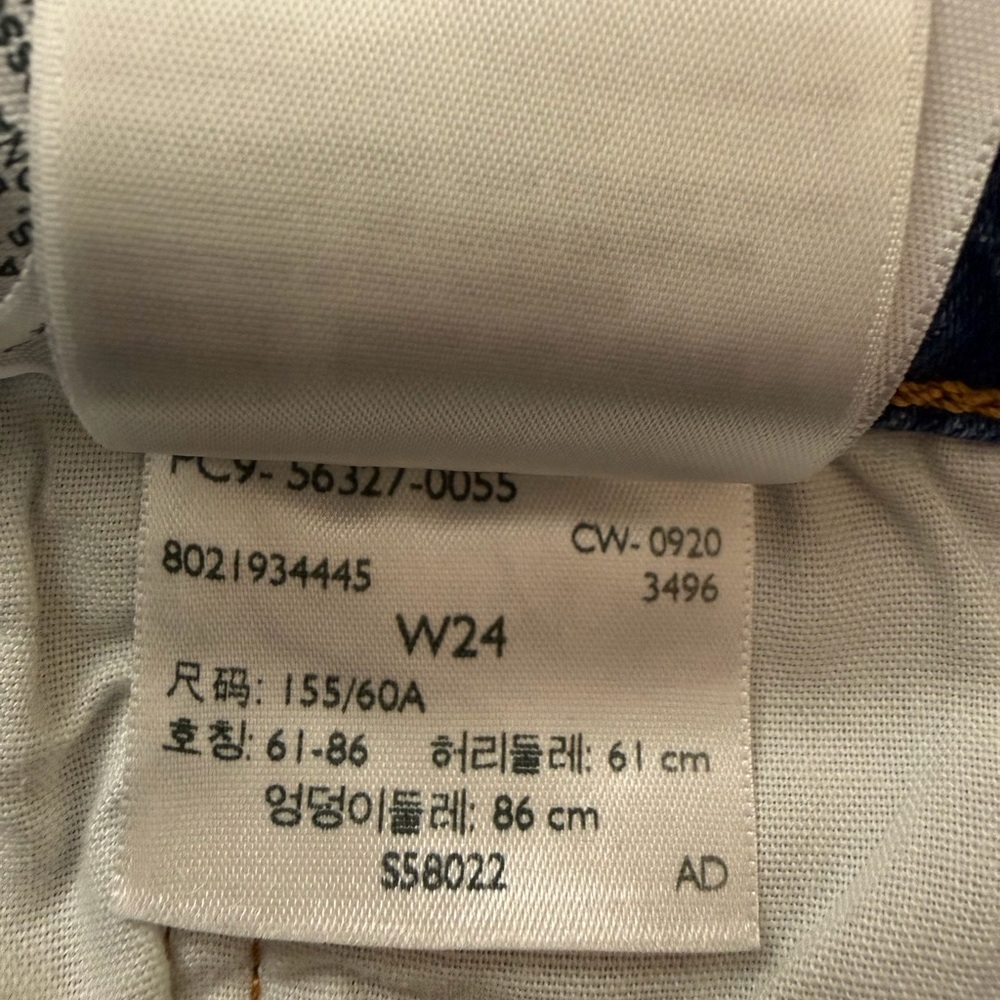 PC9-56327-0055
CW-0920
8021934445
3496
W24
尺码: 155/60A
호칭: 61-86 허리둘레: 61 cm
엉덩이둘레: 86 cm
S58022 AD